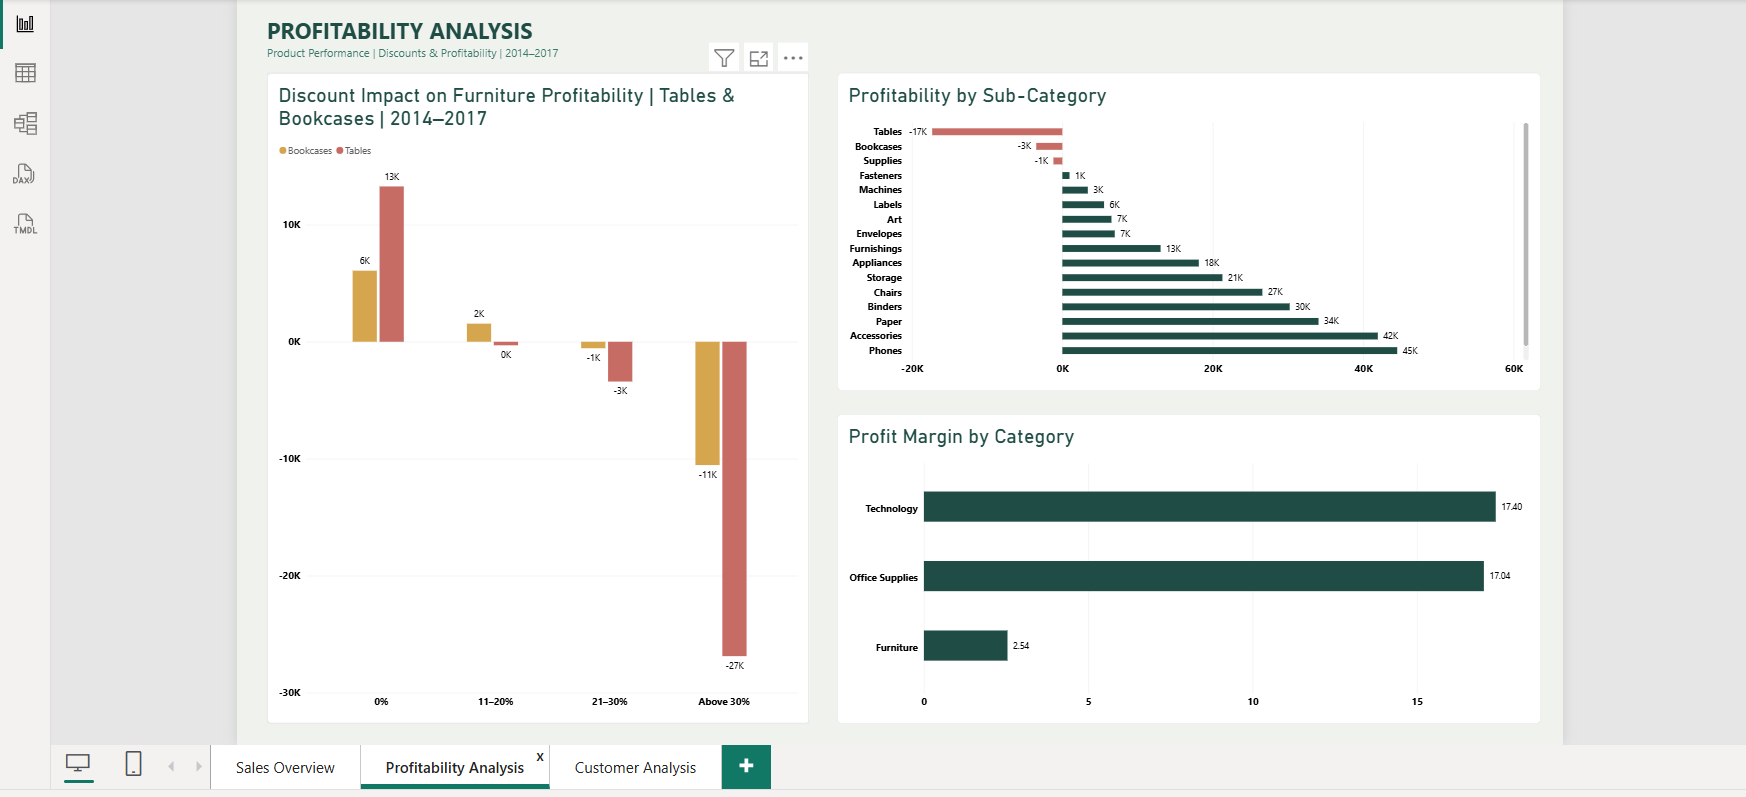 PROFITABILITY ANALYSIS
Product Performance | Discounts & Profitability | 2014–2017
Discount Impact on Furniture Profitability | Tables &
Bookcases | 2014–2017
Bookcases Tables
13K
10K
6K
2K
0K
0K
-1K
-3K
-10K
-11K
-20K
-27K
-30K
0% 11–20% 21–30% Above 30%
Profitability by Sub-Category
Tables -17K
Bookcases -3K
Supplies -1K
Fasteners 1K
Machines 3K
Labels 6K
Art 7K
Envelopes 7K
Furnishings 13K
Appliances 18K
Storage 21K
Chairs 27K
Binders 30K
Paper 34K
Accessories 42K
Phones 45K
-20K 0K 20K 40K 60K
Profit Margin by Category
Technology 17.40
Office Supplies 17.04
Furniture 2.54
0 5 10 15
DAX
TMDL
Sales Overview
Profitability Analysis X
Customer Analysis
+